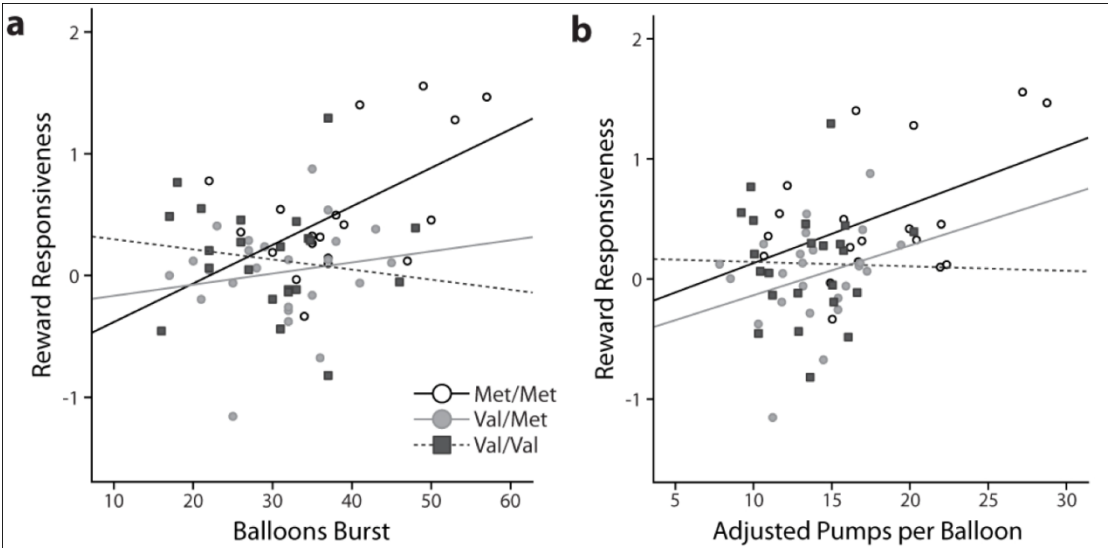 a
Reward Responsiveness
2
1
0
-1
10 20 30 40 50 60
Balloons Burst
Met/Met
Val/Met
Val/Val
b
Reward Responsiveness
2
1
0
-1
5 10 15 20 25 30
Adjusted Pumps per Balloon